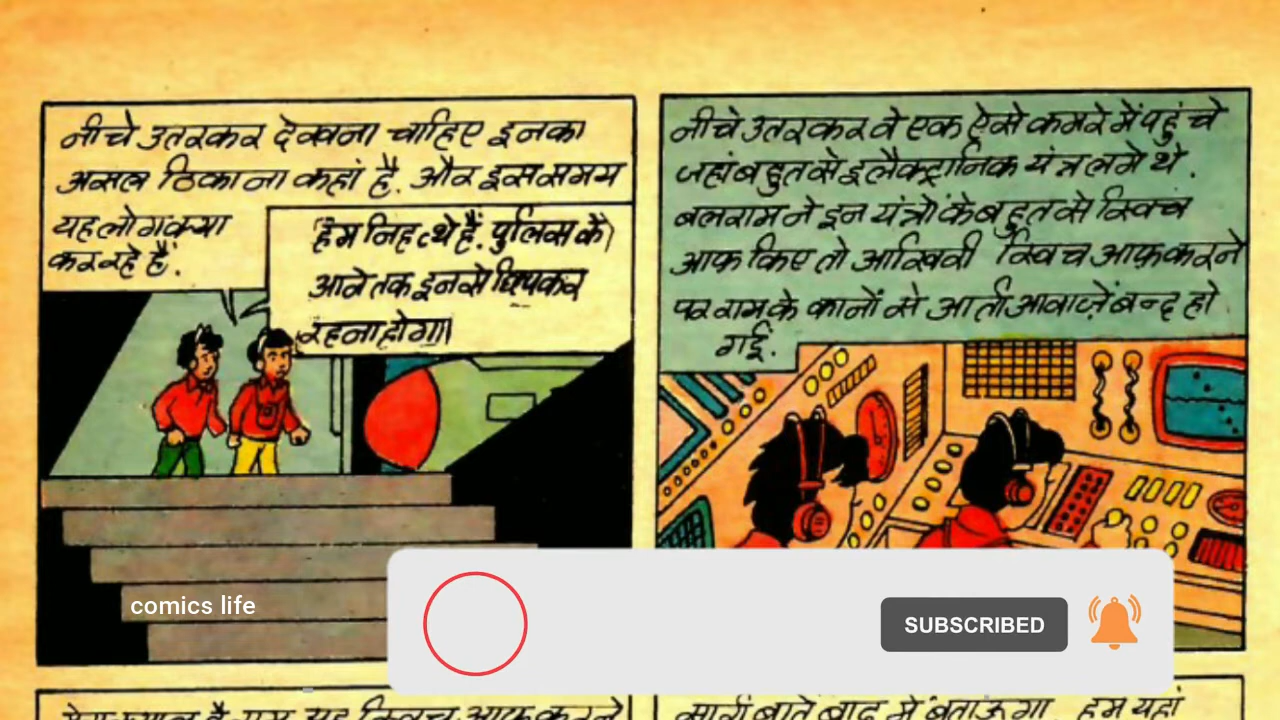 नीचे उतरकर देखना चाहिए इनका
असल ठिकाना कहां है. और इस समय
यह लोग क्या
कर रहे हैं.
हम निहत्थे हैं. पुलिस के
आने तक इनसे छिपकर
रहना होगा
नीचे उतरकर वे एक ऐसे कमरे में पहुंचे
जहां बहुत से इलैक्ट्रानिक यंत्र लगे थे.
बलराम ने इन यंत्रों के बहुत से स्विच
आफ किए तो आखिरी स्विच आफ़ करने
पर राम के कानों से आती आवाज़ें बन्द हो
गईं.
comics life
SUBSCRIBED
सारी बातें बाद में बताऊंगा. हम यहां